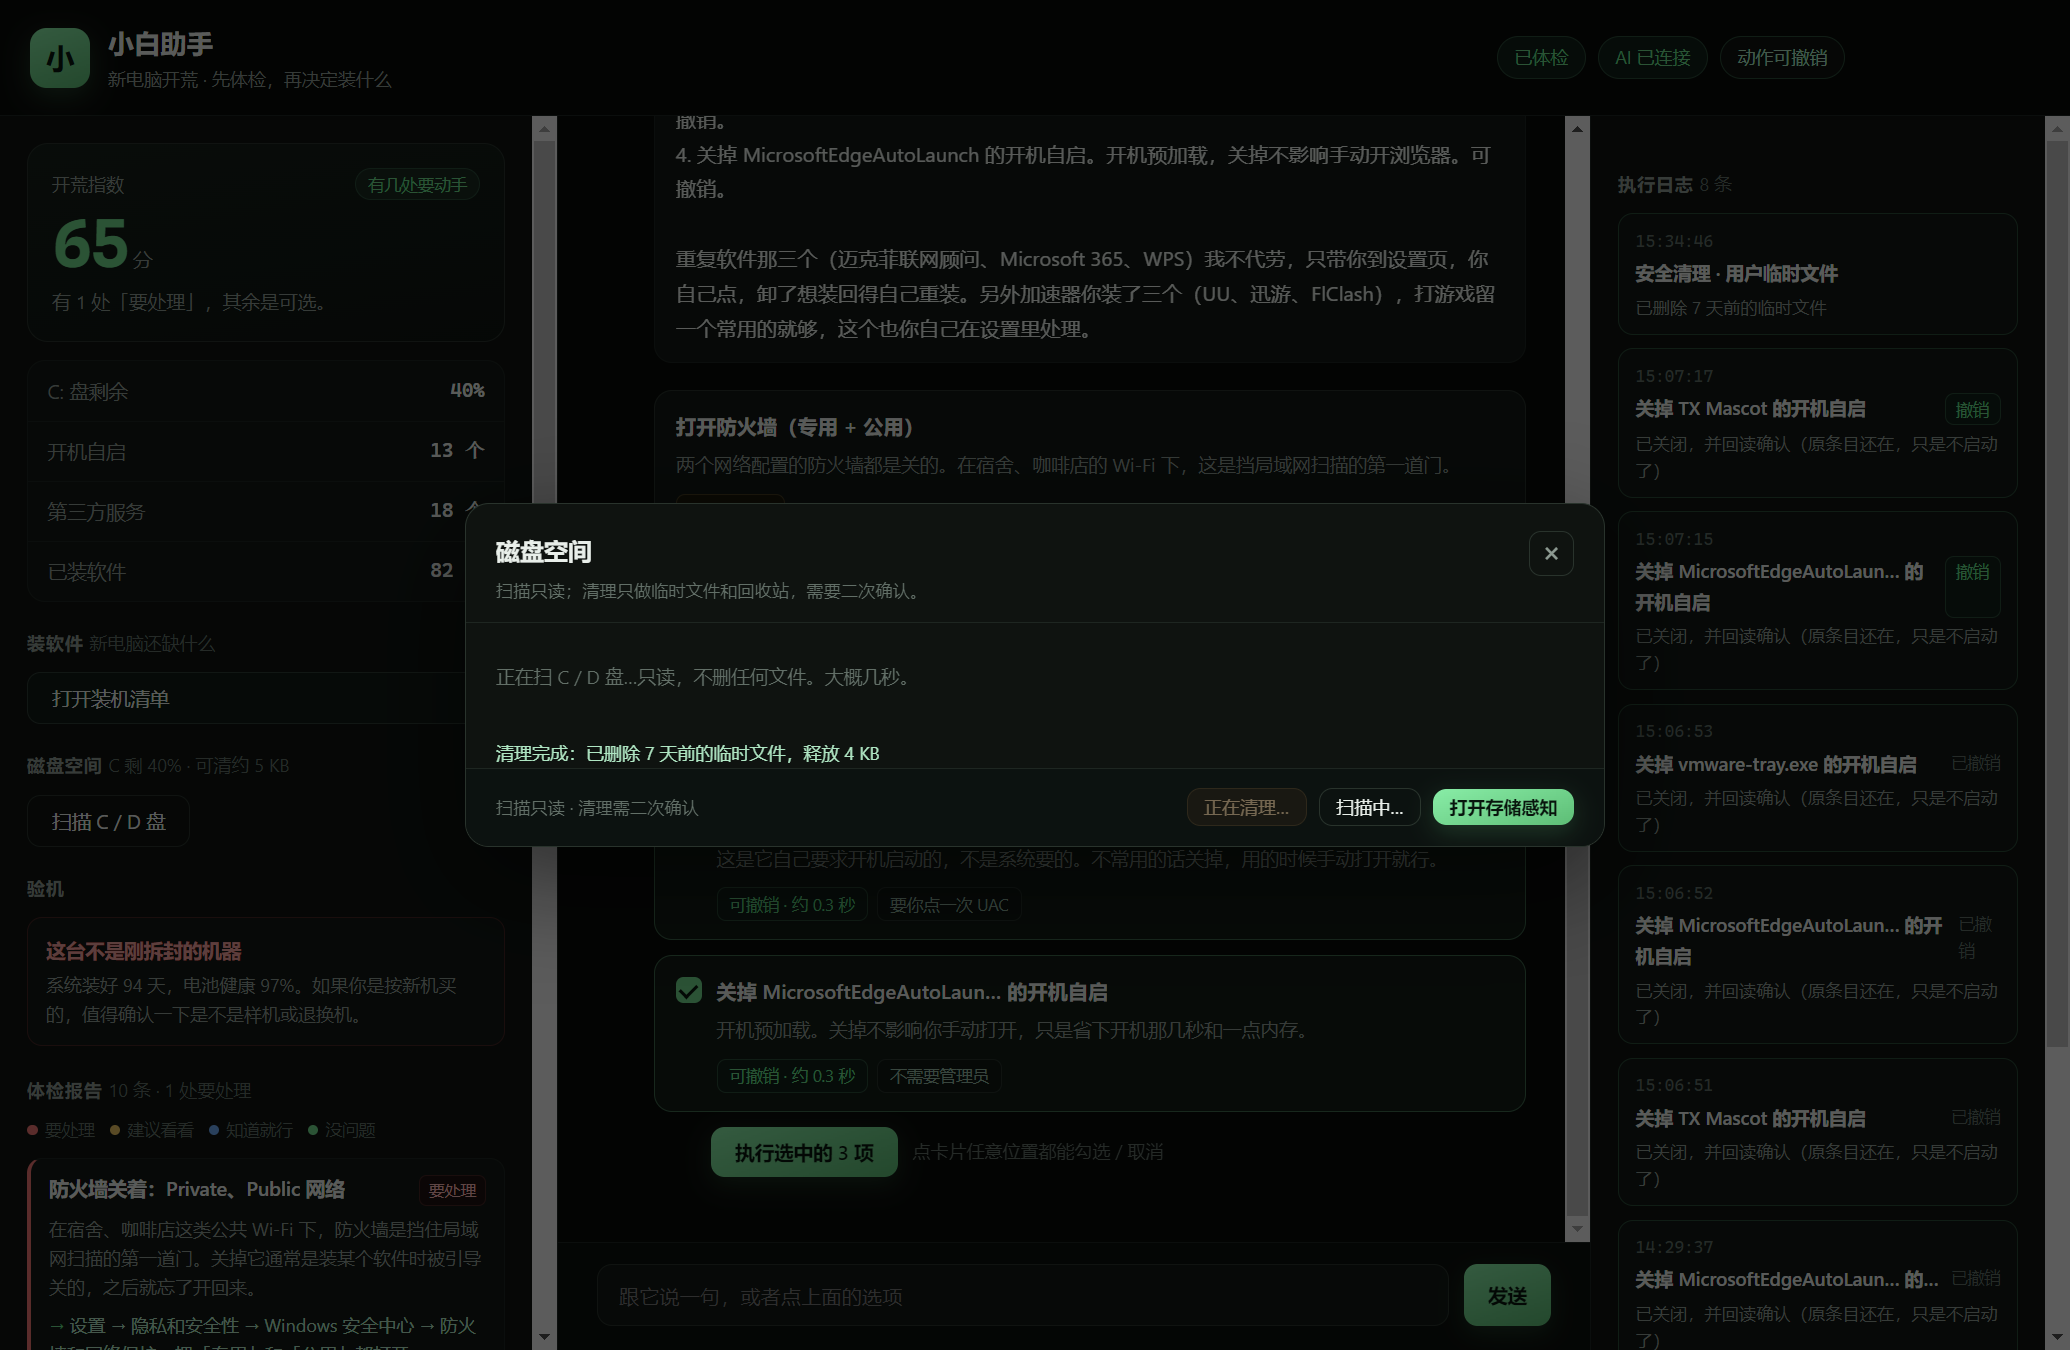 小
小白助手
新电脑开荒 · 先体检，再决定装什么
已体检
AI 已连接
动作可撤销
开荒指数
有几处要动手
65 分
有 1 处「要处理」，其余是可选。
C: 盘剩余
40%
开机自启
13 个
第三方服务
18
已装软件
82
装软件 新电脑还缺什么
打开装机清单
磁盘空间 C 剩 40% · 可清约 5 KB
扫描 C / D 盘
验机
这台不是刚拆封的机器
系统装好 94 天，电池健康 97%。如果你是按新机买
的，值得确认一下是不是样机或退换机。
体检报告 10 条 · 1 处要处理
要处理
建议看看
知道就行
没问题
防火墙关着：Private、Public 网络
要处理
在宿舍、咖啡店这类公共 Wi-Fi 下，防火墙是挡住局域
网扫描的第一道门。关掉它通常是装某个软件时被引导
关的，之后就忘了开回来。
→ 设置 → 隐私和安全性 → Windows 安全中心 → 防火
撤销。
4. 关掉 MicrosoftEdgeAutoLaunch 的开机自启。开机预加载，关掉不影响手动开浏览器。可
撤销。
重复软件那三个（迈克菲联网顾问、Microsoft 365、WPS）我不代劳，只带你到设置页，你
自己点，卸了想装回得自己重装。另外加速器你装了三个（UU、迅游、FlClash），打游戏留
一个常用的就够，这个也你自己在设置里处理。
打开防火墙（专用 + 公用）
两个网络配置的防火墙都是关的。在宿舍、咖啡店的 Wi-Fi 下，这是挡局域网扫描的第一道门。
磁盘空间
扫描只读；清理只做临时文件和回收站，需要二次确认。
×
正在扫 C / D 盘...只读，不删任何文件。大概几秒。
清理完成：已删除 7 天前的临时文件，释放 4 KB
扫描只读 · 清理需二次确认
正在清理...
扫描中...
打开存储感知
这是它自己要求开机启动的，不是系统要的。不常用的话关掉，用的时候手动打开就行。
可撤销 · 约 0.3 秒
要你点一次 UAC
关掉 MicrosoftEdgeAutoLaun... 的开机自启
开机预加载。关掉不影响你手动打开，只是省下开机那几秒和一点内存。
可撤销 · 约 0.3 秒
不需要管理员
执行选中的 3 项
点卡片任意位置都能勾选 / 取消
跟它说一句，或者点上面的选项
发送
执行日志 8 条
15:34:46
安全清理 · 用户临时文件
已删除 7 天前的临时文件
15:07:17
关掉 TX Mascot 的开机自启
撤销
已关闭，并回读确认（原条目还在，只是不启动
了）
15:07:15
关掉 MicrosoftEdgeAutoLaun... 的
开机自启
撤销
已关闭，并回读确认（原条目还在，只是不启动
了）
15:06:53
关掉 vmware-tray.exe 的开机自启
已撤销
已关闭，并回读确认（原条目还在，只是不启动
了）
15:06:52
关掉 MicrosoftEdgeAutoLaun... 的开
机自启
已撤
销
已关闭，并回读确认（原条目还在，只是不启动
了）
15:06:51
关掉 TX Mascot 的开机自启
已撤销
已关闭，并回读确认（原条目还在，只是不启动
了）
14:29:37
关掉 MicrosoftEdgeAutoLaun... 的...
已撤销
已关闭，并回读确认（原条目还在，只是不启动
了）